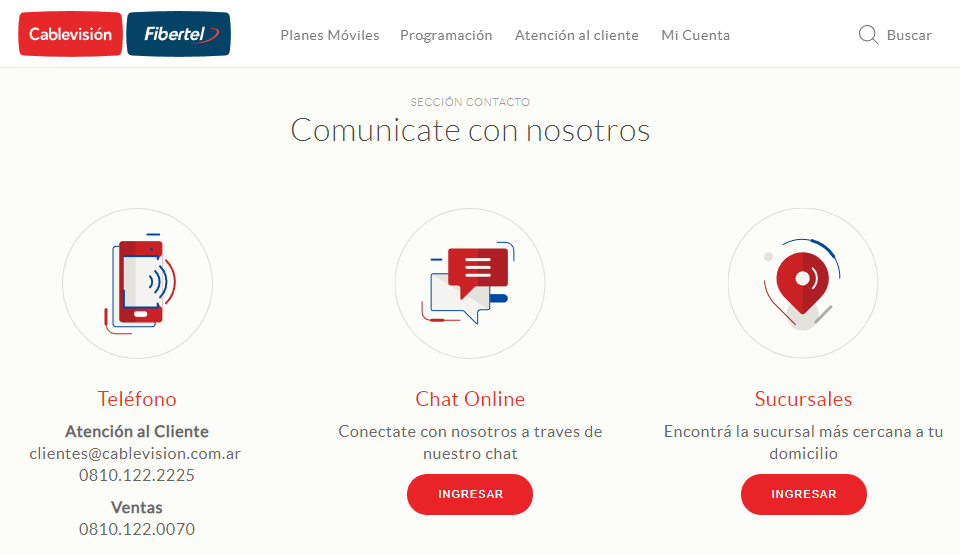 Cablevisión Fibertel Planes Móviles Programación Atención al cliente Mi Cuenta Buscar
SECCIÓN CONTACTO
Comunicate con nosotros
Teléfono
Atención al Cliente
clientes@cablevision.com.ar
0810.122.2225
Ventas
0810.122.0070
Chat Online
Conectate con nosotros a traves de
nuestro chat
INGRESAR
Sucursales
Encontrá la sucursal más cercana a tu
domicilio
INGRESAR